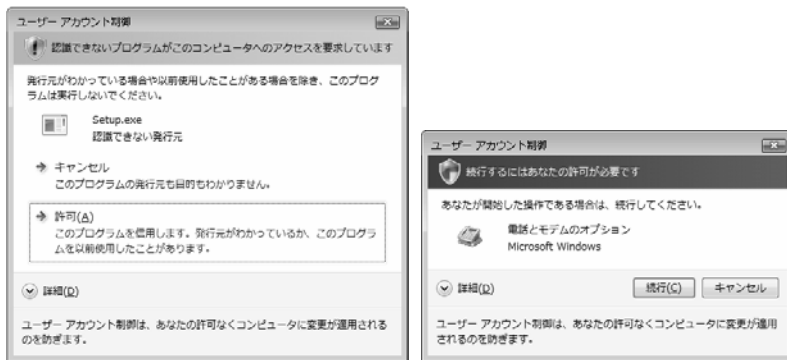 ユーザー アカウント制御
認識できないプログラムがこのコンピュータへのアクセスを要求しています
発行元がわかっている場合や以前使用したことがある場合を除き、このプログ
ラムは実行しないでください。
Setup.exe
認識できない発行元
キャンセル
このプログラムの発行元も目的もわかりません。
許可(A)
このプログラムを信用します。発行元がわかっているか、このプログラ
ムを以前使用したことがあります。
詳細(D)
ユーザー アカウント制御は、あなたの許可なくコンピュータに変更が適用される
のを防ぎます。
ユーザー アカウント制御
続行するにはあなたの許可が必要です
あなたが開始した操作である場合は、続行してください。
電話とモデムのオプション
Microsoft Windows
詳細(D)
続行(C)
キャンセル
ユーザー アカウント制御は、あなたの許可なくコンピュータに変更が適用
されるのを防ぎます。